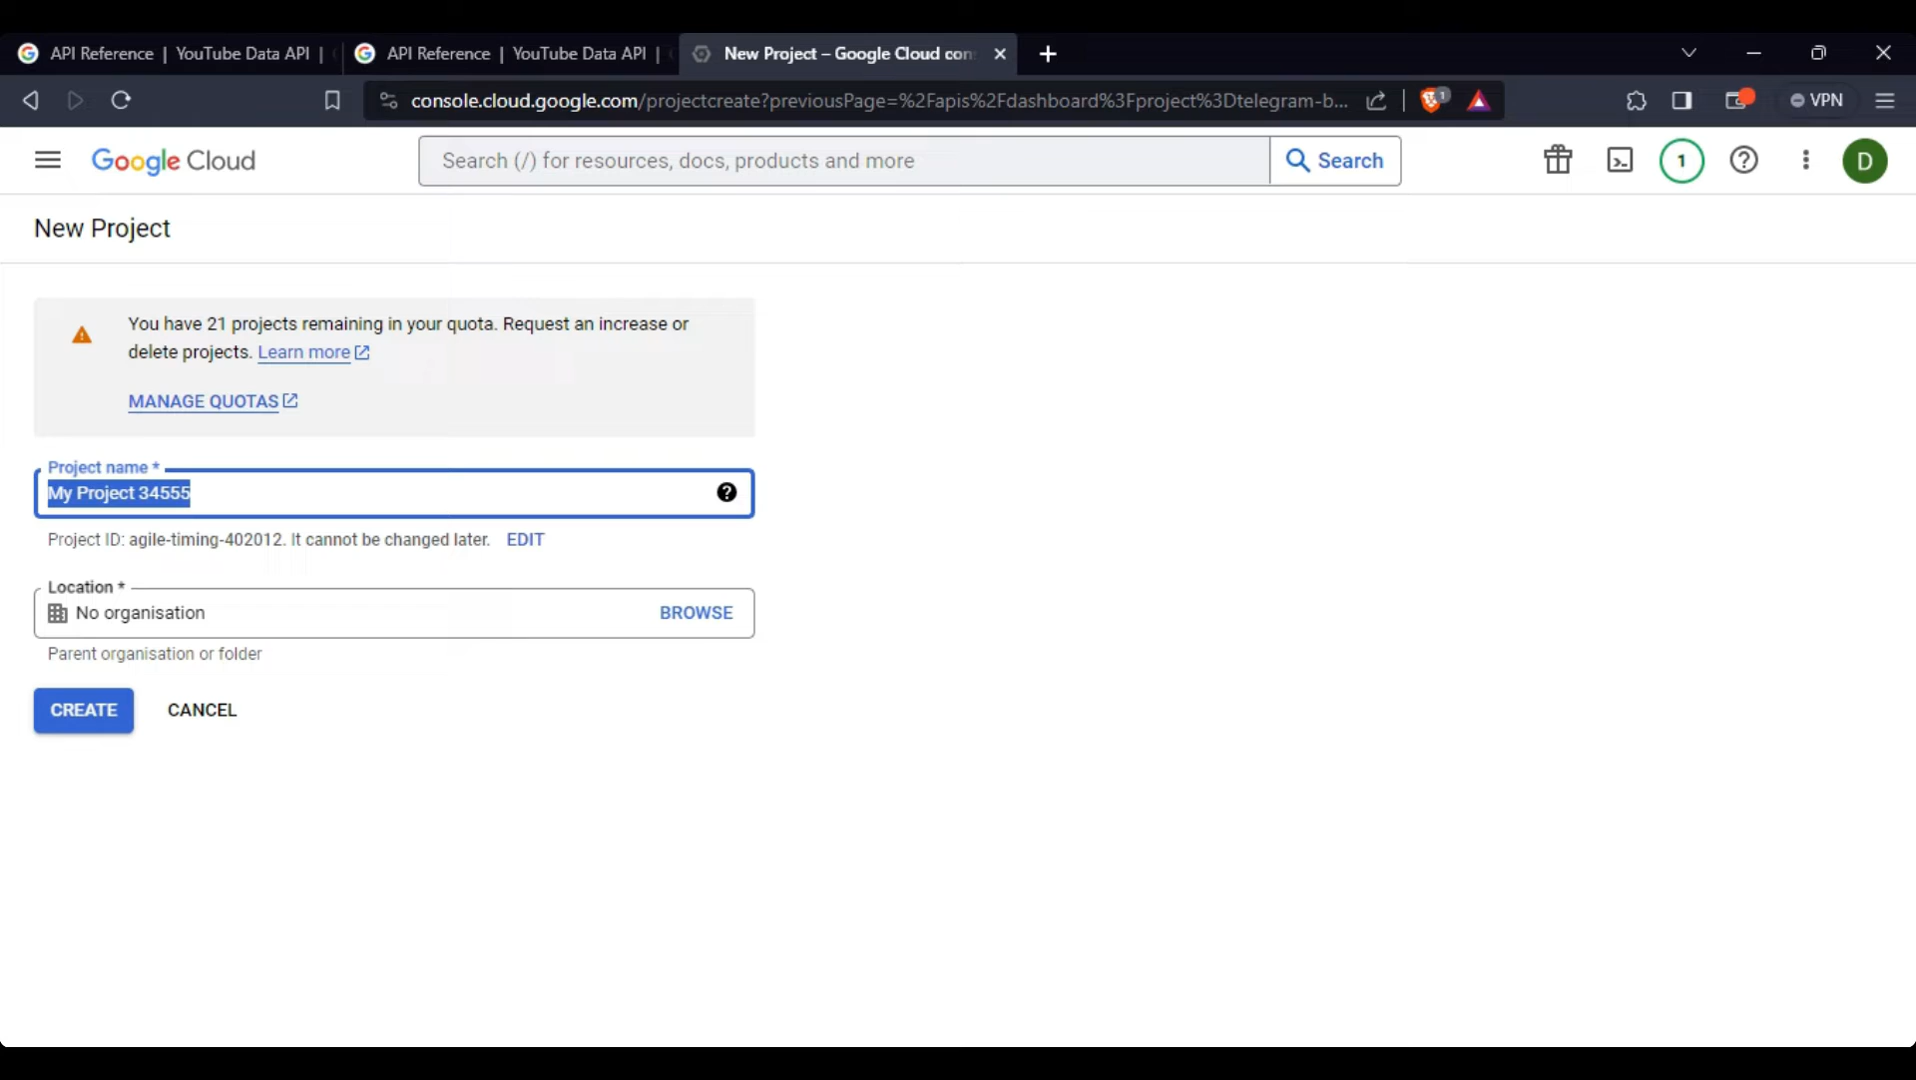 API Reference | YouTube Data API |
API Reference | YouTube Data API |
New Project – Google Cloud con
console.cloud.google.com/projectcreate?previousPage=%2Fapis%2Fdashboard%3Fproject%3Dtelegram-b...
1
VPN
Google Cloud
Search (/) for resources, docs, products and more
Search
1
D
New Project
You have 21 projects remaining in your quota. Request an increase or
delete projects. Learn more
MANAGE QUOTAS
Project name *
My Project 34555
Project ID: agile-timing-402012. It cannot be changed later. EDIT
Location *
No organisation
BROWSE
Parent organisation or folder
CREATE
CANCEL